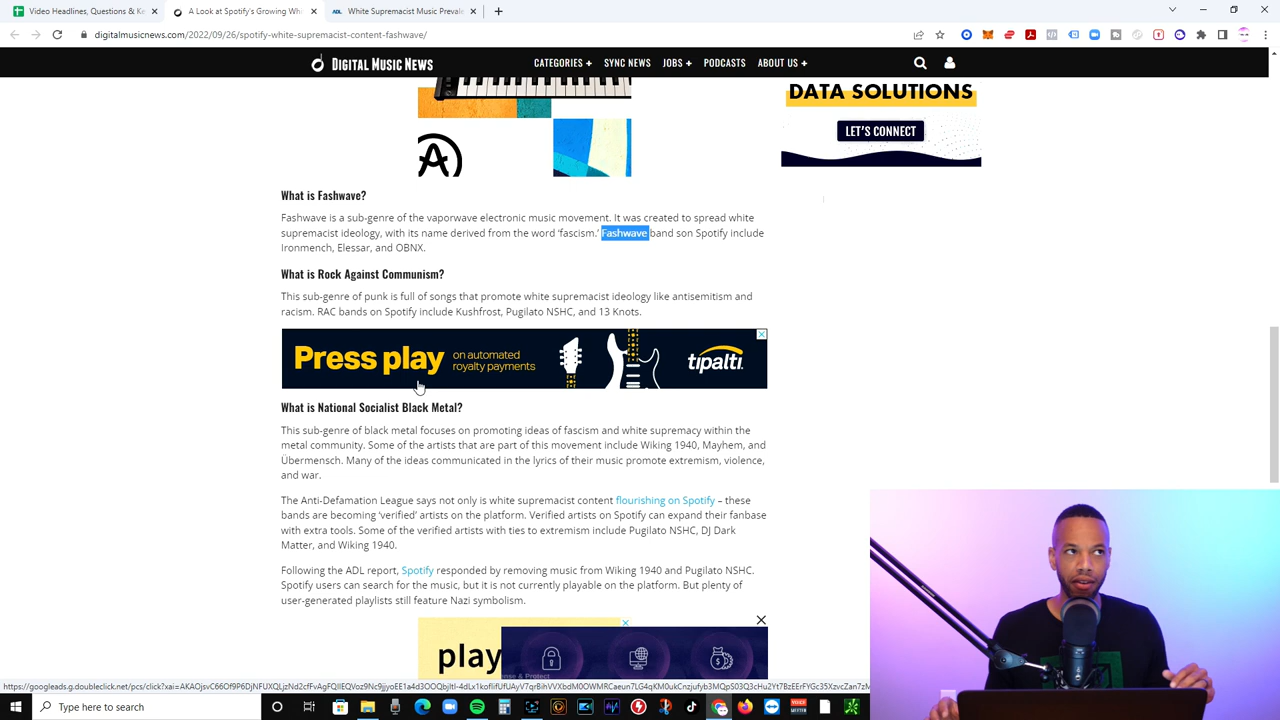 Video Headlines, Questions & Ke
A Look at Spotify's Growing Whi
White Supremacist Music Prevale
digitalmusicnews.com/2022/09/26/spotify-white-supremacist-content-fashwave/
DIGITAL MUSIC NEWS
CATEGORIES + SYNC NEWS JOBS + PODCASTS ABOUT US +
DATA SOLUTIONS
LET'S CONNECT
What is Fashwave?
Fashwave is a sub-genre of the vaporwave electronic music movement. It was created to spread white
supremacist ideology, with its name derived from the word 'fascism.' Fashwave band son Spotify include
Ironmench, Elessar, and OBNX.
What is Rock Against Communism?
This sub-genre of punk is full of songs that promote white supremacist ideology like antisemitism and
racism. RAC bands on Spotify include Kushfrost, Pugilato NSHC, and 13 Knots.
Press play on automated
royalty payments
tipalti.
What is National Socialist Black Metal?
This sub-genre of black metal focuses on promoting ideas of fascism and white supremacy within the
metal community. Some of the artists that are part of this movement include Wiking 1940, Mayhem, and
Übermensch. Many of the ideas communicated in the lyrics of their music promote extremism, violence,
and war.
The Anti-Defamation League says not only is white supremacist content flourishing on Spotify – these
bands are becoming 'verified' artists on the platform. Verified artists on Spotify can expand their fanbase
with extra tools. Some of the verified artists with ties to extremism include Pugilato NSHC, DJ Dark
Matter, and Wiking 1940.
Following the ADL report, Spotify responded by removing music from Wiking 1940 and Pugilato NSHC.
Spotify users can search for the music, but it is not currently playable on the platform. But plenty of
user-generated playlists still feature Nazi symbolism.
play
Type here to search